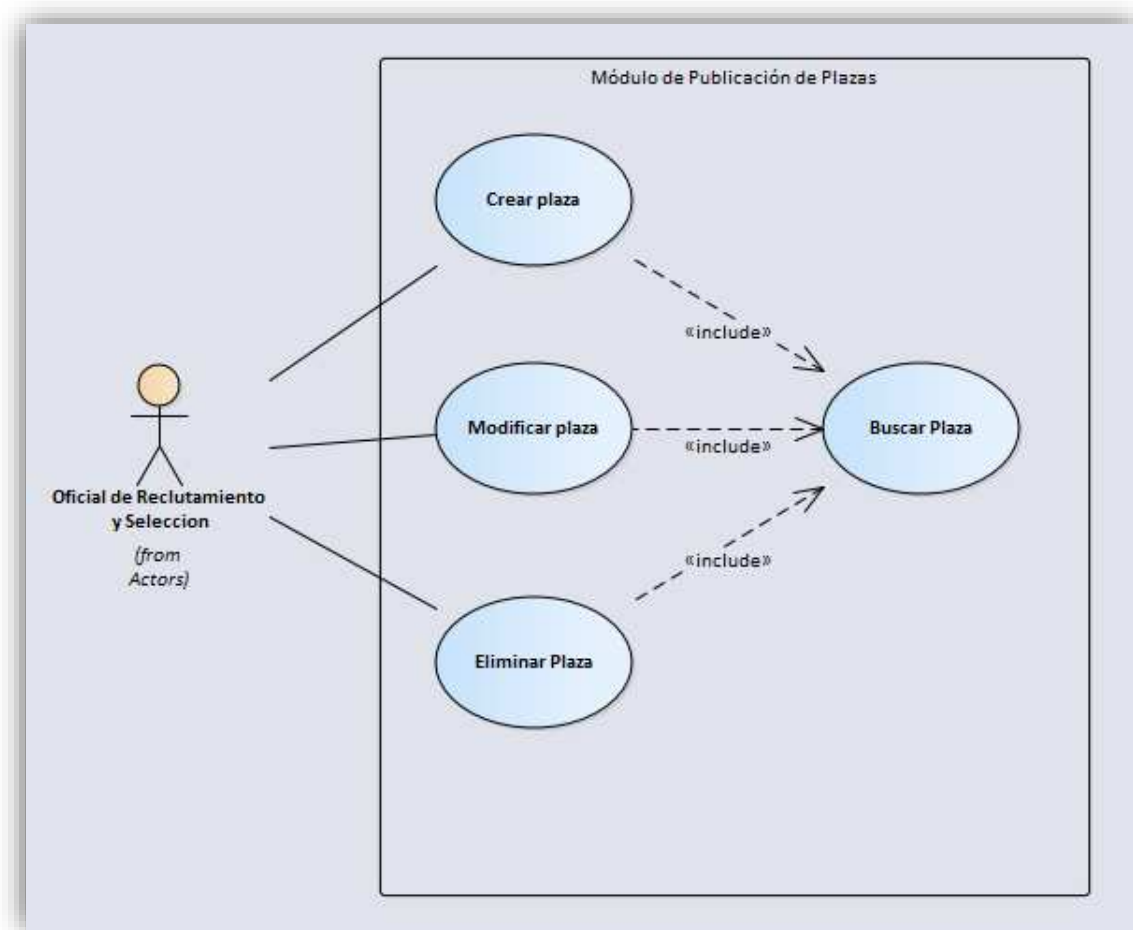 Módulo de Publicación de Plazas
Crear plaza
«include»
Modificar plaza
«include»
Buscar Plaza
Oficial de Reclutamiento
y Seleccion
(from
Actors)
«include»
Eliminar Plaza